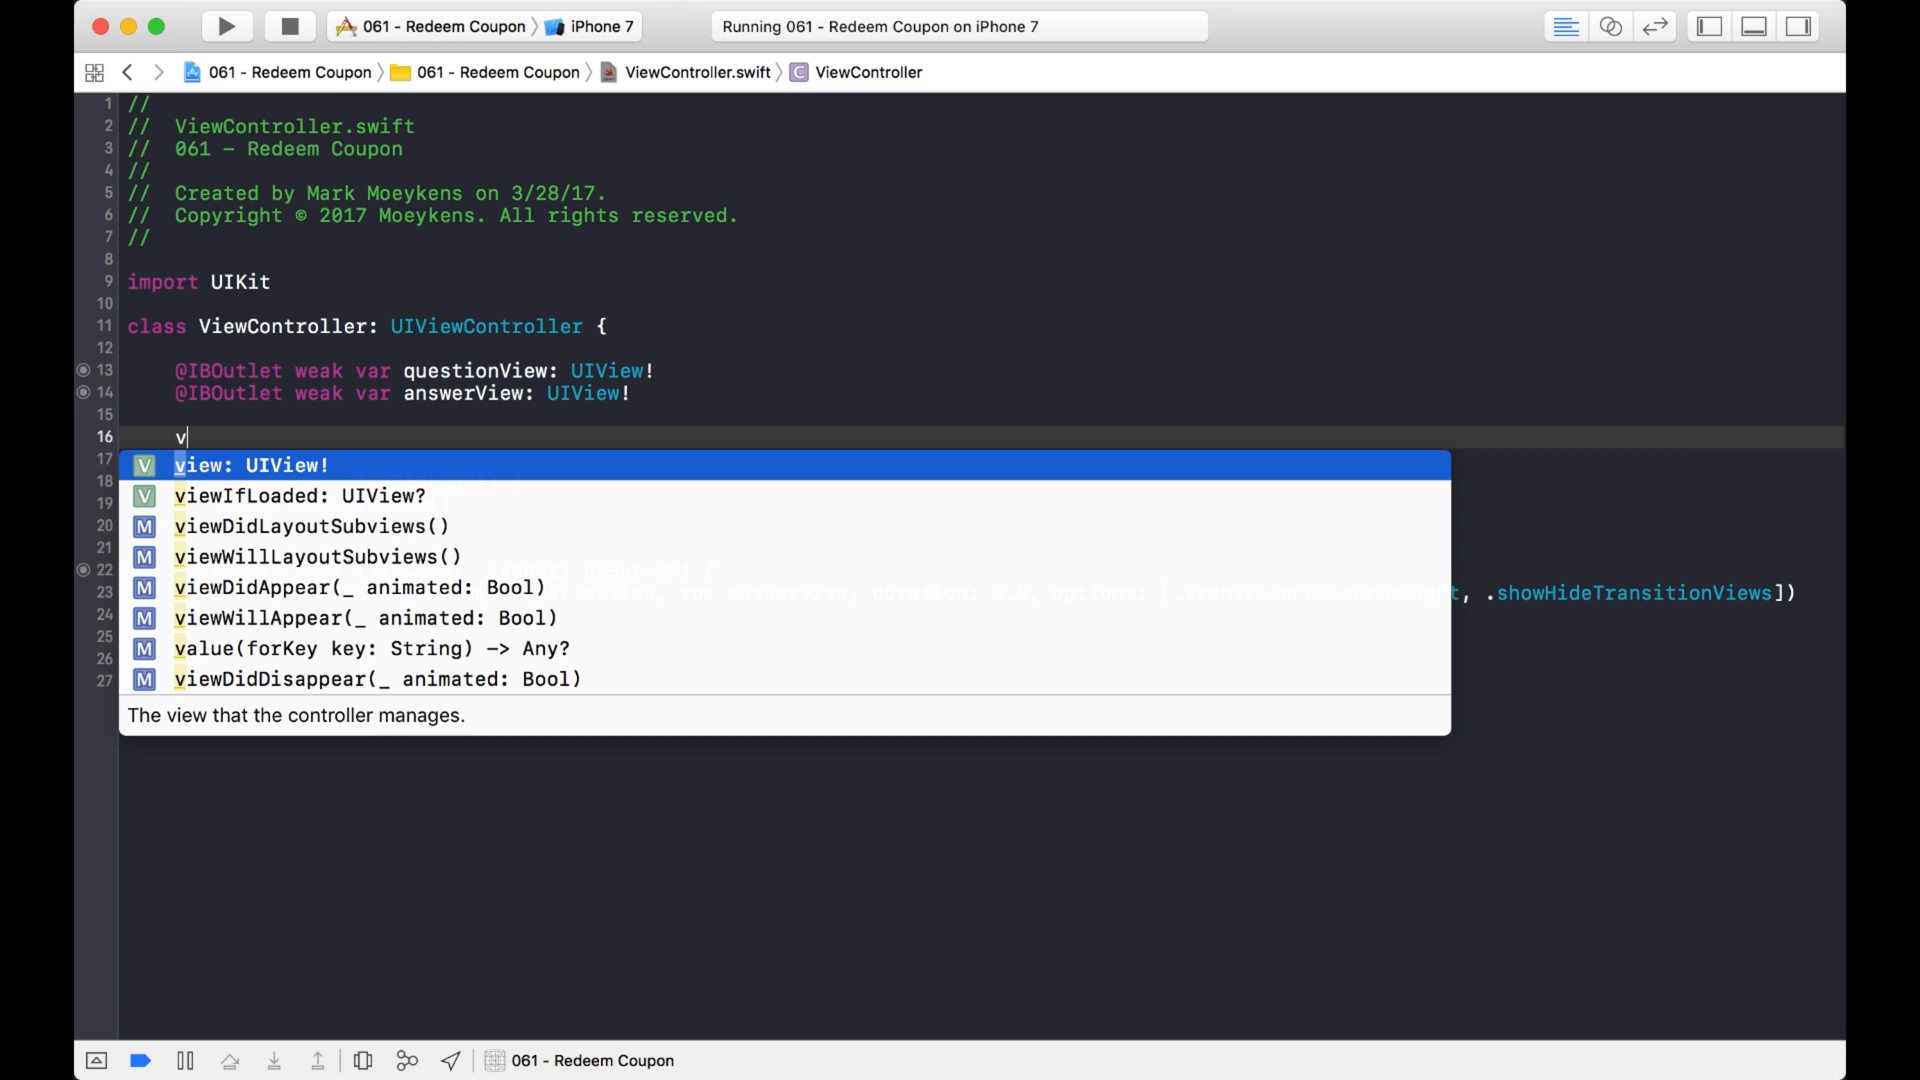 061 - Redeem Coupon 〉 iPhone 7
Running 061 - Redeem Coupon on iPhone 7
061 - Redeem Coupon 〉 061 - Redeem Coupon 〉 ViewController.swift 〉 C ViewController
1 //
2 //  ViewController.swift
3 //  061 - Redeem Coupon
4 //
5 //  Created by Mark Moeykens on 3/28/17.
6 //  Copyright © 2017 Moeykens. All rights reserved.
7 //
8
9 import UIKit
10
11 class ViewController: UIViewController {
12
13 @IBOutlet weak var questionView: UIView!
14 @IBOutlet weak var answerView: UIView!
15
16 v
17 V view: UIView!
18 V viewIfLoaded: UIView?
19
20 M viewDidLayoutSubviews()
21 M viewWillLayoutSubviews()
22 M viewDidAppear(_ animated: Bool)
23 t, .showHideTransitionViews])
24 M viewWillAppear(_ animated: Bool)
25 M value(forKey key: String) -> Any?
26
27 M viewDidDisappear(_ animated: Bool)
The view that the controller manages.
061 - Redeem Coupon